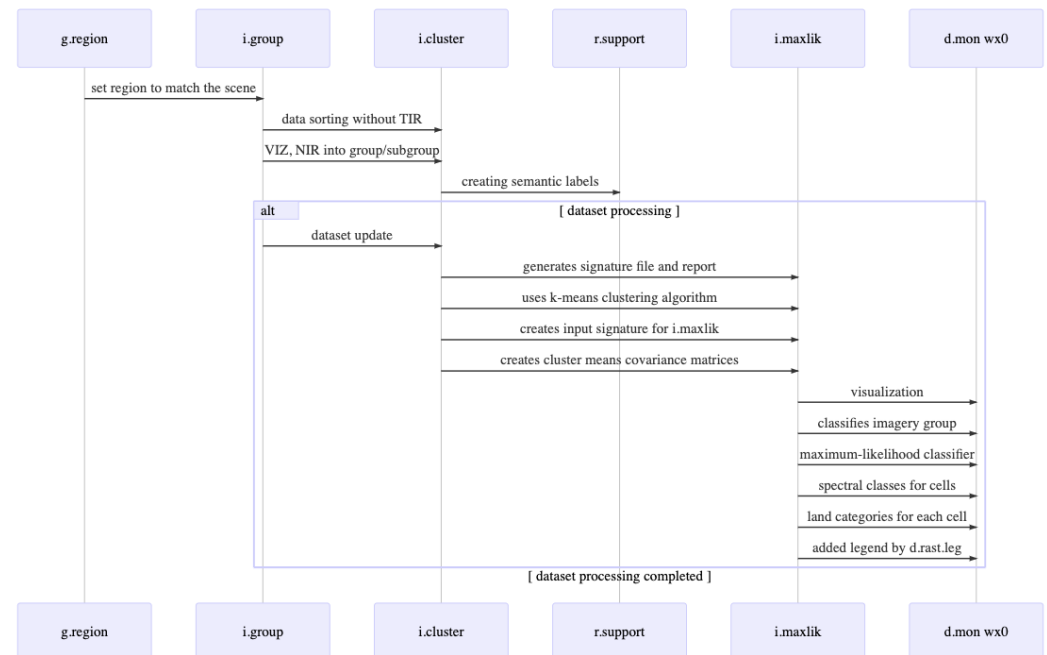 g.region
i.group
i.cluster
r.support
i.maxlik
d.mon wx0
set region to match the scene
data sorting without TIR
VIZ, NIR into group/subgroup
creating semantic labels
alt
[ dataset processing ]
dataset update
generates signature file and report
uses k-means clustering algorithm
creates input signature for i.maxlik
creates cluster means covariance matrices
visualization
classifies imagery group
maximum-likelihood classifier
spectral classes for cells
land categories for each cell
added legend by d.rast.leg
[ dataset processing completed ]
g.region
i.group
i.cluster
r.support
i.maxlik
d.mon wx0